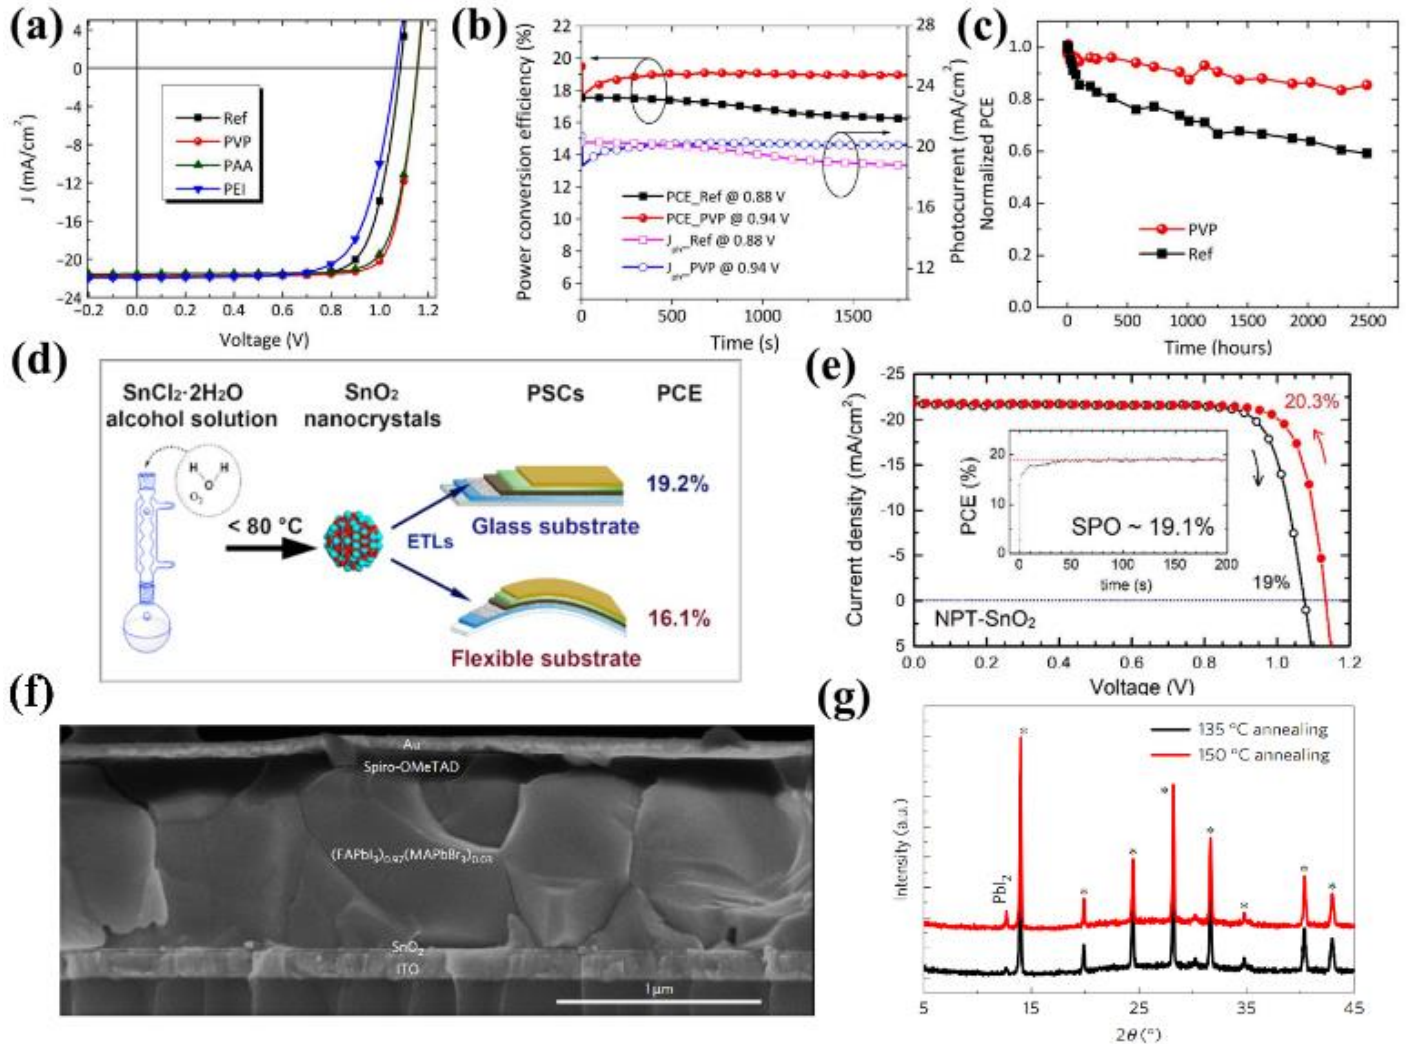 (a)
4
0
−4
−8
−12
−16
−20
−24
J (mA/cm²)
Ref
PVP
PAA
PEI
−0.2 0.0 0.2 0.4 0.6 0.8 1.0 1.2
Voltage (V)
(b)
22
20
18
16
14
12
10
8
6
Power conversion efficiency (%)
28
24
20
16
12
Photocurrent (mA/cm²)
PCE_Ref @ 0.88 V
PCE_PVP @ 0.94 V
Ref @ 0.88 V
PVP @ 0.94 V
0 500 1000 1500
Time (s)
(c)
1.0
0.8
0.6
0.4
0.2
0.0
Normalized PCE
PVP
Ref
0 500 1000 1500 2000 2500
Time (hours)
(d)
SnCl₂·2H₂O
alcohol solution
SnO₂
nanocrystals
PSCs
PCE
H H
O
O₂
< 80 °C
ETLs
19.2%
Glass substrate
16.1%
Flexible substrate
(e)
-25
-20
-15
-10
-5
0
5
Current density (mA/cm²)
20.3%
20
10
0
PCE (%)
SPO ~ 19.1%
0 50 100 150 200
time (s)
19%
NPT-SnO₂
0.0 0.2 0.4 0.6 0.8 1.0 1.2
Voltage (V)
(f)
Au
Spiro-OMeTAD
(FAPbI₃)₀.₉₇(MAPbBr₃)₀.₀₃
SnO₂
ITO
1 μm
(g)
135 °C annealing
150 °C annealing
Intensity (a.u.)
PbI₂
* * * * * * * *
5 15 25 35 45
2θ (°)